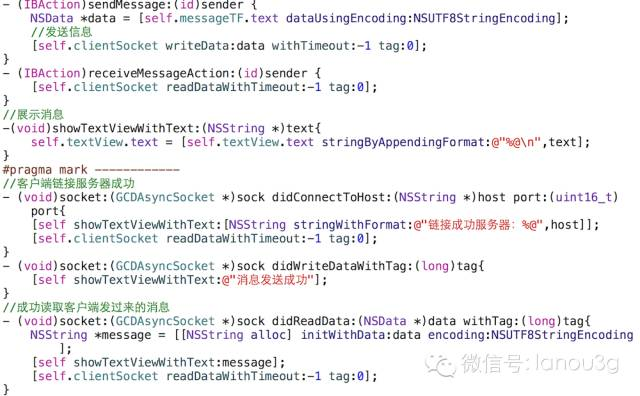 - (IBAction)sendMessage:(id)sender {
    NSData *data = [self.messageTF.text dataUsingEncoding:NSUTF8StringEncoding];
    //发送信息
    [self.clientSocket writeData:data withTimeout:-1 tag:0];
}
- (IBAction)receiveMessageAction:(id)sender {
    [self.clientSocket readDataWithTimeout:-1 tag:0];
}
//展示消息
-(void)showTextViewWithText:(NSString *)text{
    self.textView.text = [self.textView.text stringByAppendingFormat:@"%@\n",text];
}
#pragma mark ------------
//客户端链接服务器成功
- (void)socket:(GCDAsyncSocket *)sock didConnectToHost:(NSString *)host port:(uint16_t)
    port{
    [self showTextViewWithText:[NSString stringWithFormat:@"链接成功服务器：%@",host]];
    [self.clientSocket readDataWithTimeout:-1 tag:0];
}
- (void)socket:(GCDAsyncSocket *)sock didWriteDataWithTag:(long)tag{
    [self showTextViewWithText:@"消息发送成功"];
}
//成功读取客户端发过来的消息
- (void)socket:(GCDAsyncSocket *)sock didReadData:(NSData *)data withTag:(long)tag{
    NSString *message = [[NSString alloc] initWithData:data encoding:NSUTF8StringEncoding
        ];
    [self showTextViewWithText:message];
    [self.clientSocket readDataWithTimeout:-1 tag:0];
}
微信号: lanou3g